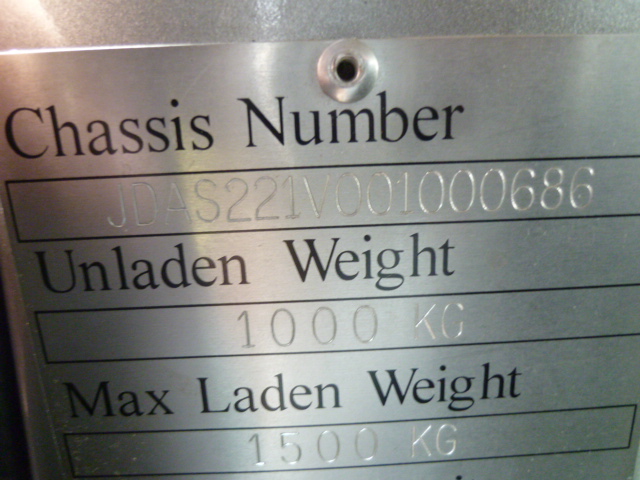 Chassis Number
JDAS221V001000686
Unladen Weight
1000 KG
Max Laden Weight
1500 KG